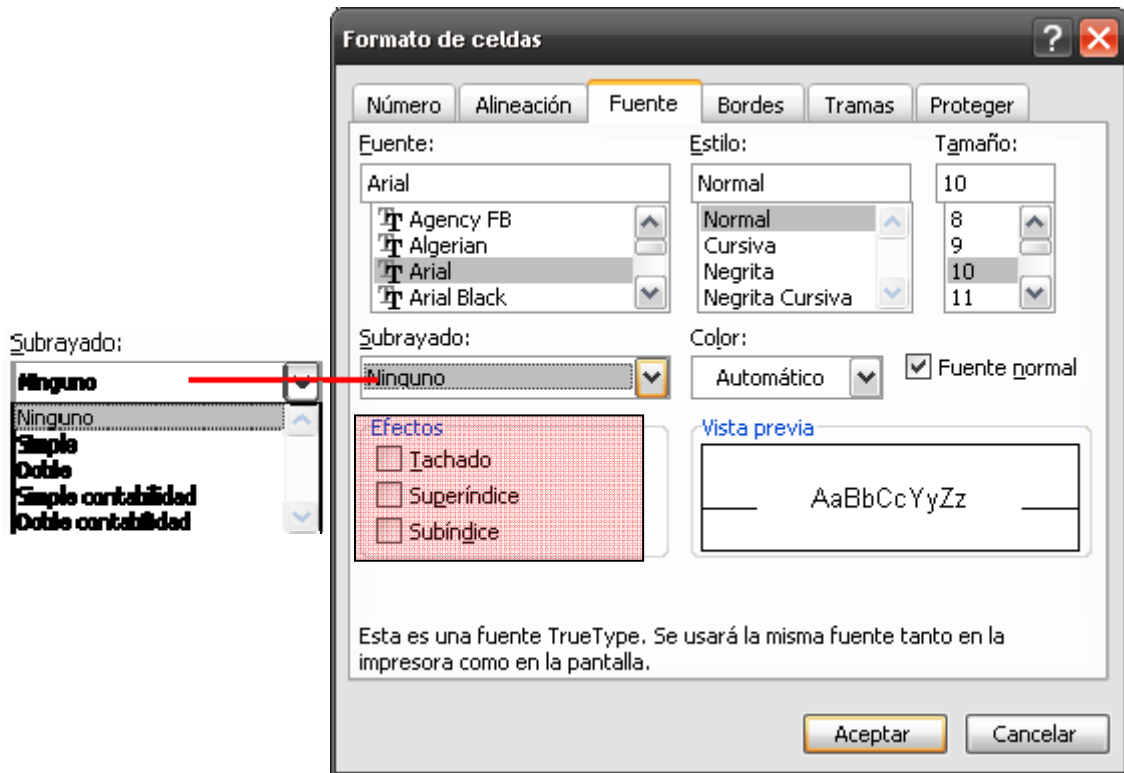 Formato de celdas
Número Alineación Fuente Bordes Tramas Proteger
Fuente: Estilo: Tamaño:
Arial Normal 10
Agency FB Normal 8
Algerian Cursiva 9
Arial Negrita 10
Arial Black Negrita Cursiva 11
Subrayado: Color:
Ninguno Automático Fuente normal
Efectos
Tachado
Superíndice
Subíndice
Vista previa
AaBbCcYyZz
Esta es una fuente TrueType. Se usará la misma fuente tanto en la
impresora como en la pantalla.
Aceptar Cancelar
Subrayado:
Ninguno
Ninguno
Simple
Doble
Simple contabilidad
Doble contabilidad